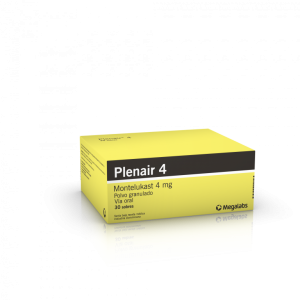 Plenair 4
Montelukast 4 mg
Polvo granulado
Vía oral
30 sobres
Megalabs